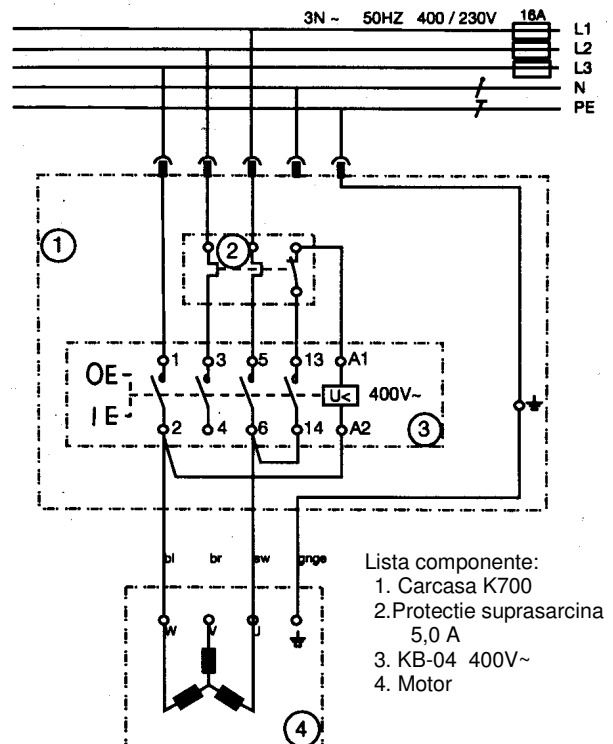 3N ~ 50HZ 400 / 230V 16A
L1
L2
L3
N
PE
1
2
1 3 5 13 A1
OE
IE
U< 400V~
2 4 6 14 A2
3
bl br sw gnge
W V U
4
Lista componente:
1. Carcasa K700
2.Protectie suprasarcina
5,0 A
3. KB-04 400V~
4. Motor